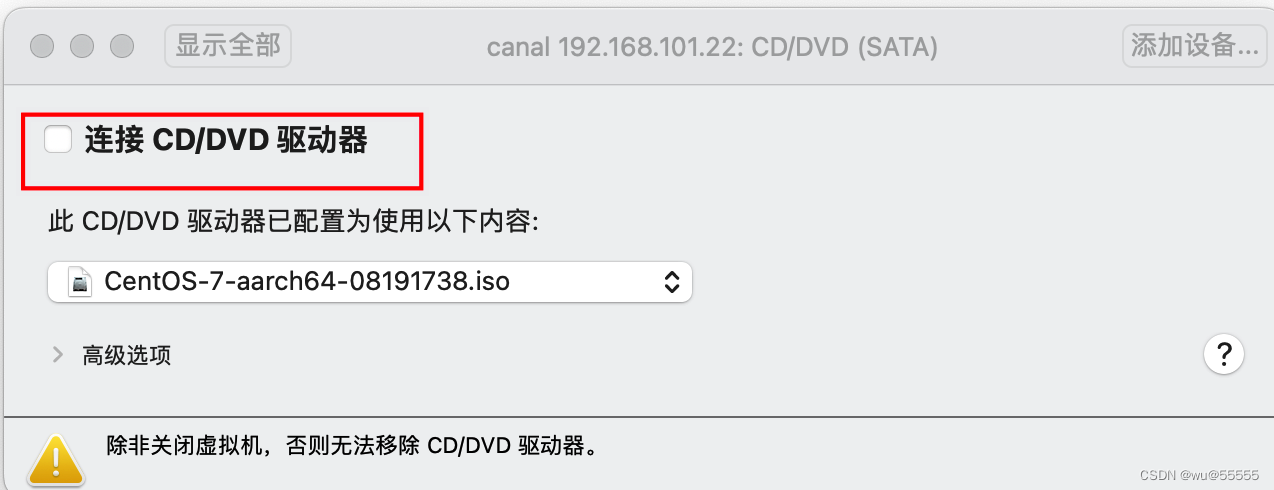 显示全部 canal 192.168.101.22: CD/DVD (SATA) 添加设备...
连接 CD/DVD 驱动器
此 CD/DVD 驱动器已配置为使用以下内容:
CentOS-7-aarch64-08191738.iso
高级选项
?
除非关闭虚拟机，否则无法移除 CD/DVD 驱动器。
CSDN @wu@55555